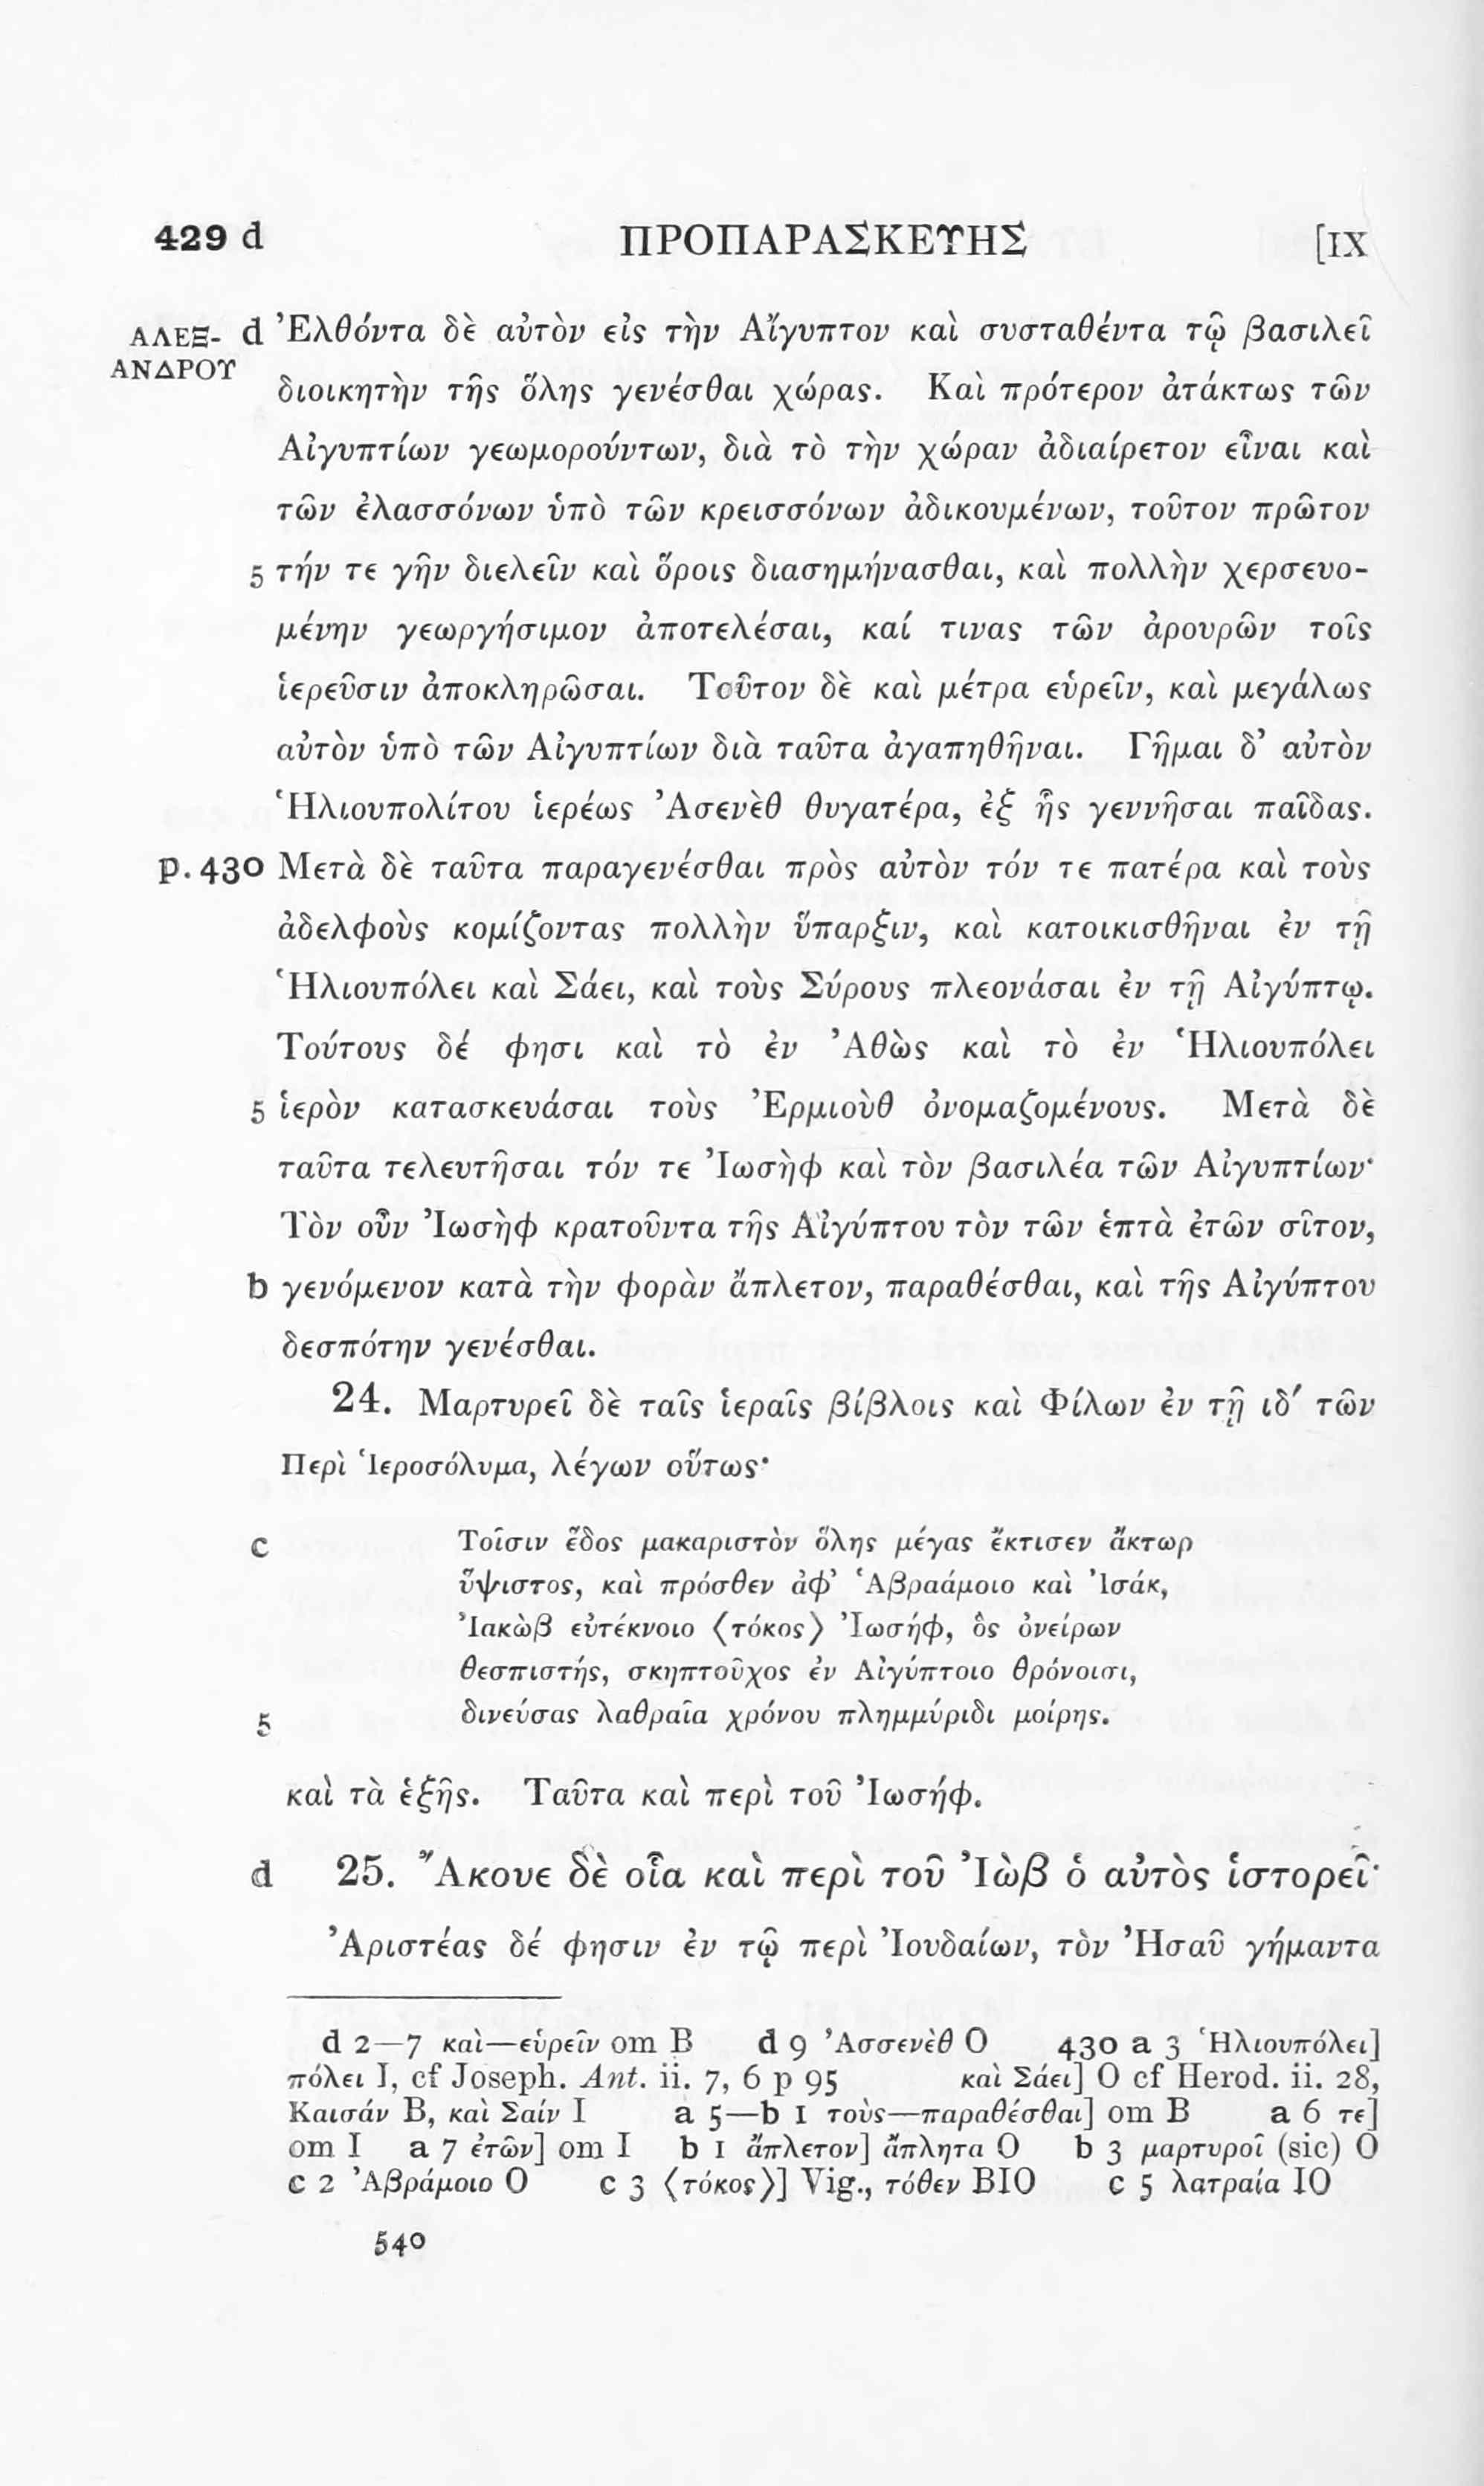 429 d ΠΡΟΠΑΡΑΣΚΕΥΗΣ [IX
ΑΛΕΞ- d Ἐλθόντα δὲ αὐτὸν εἰς τὴν Αἴγυπτον καὶ συσταθέντα τῷ βασιλεῖ
ΑΝΔΡΟΥ διοικητὴν τῆς ὅλης γενέσθαι χώρας. Καὶ πρότερον ἀτάκτως τῶν
Αἰγυπτίων γεωμορούντων, διὰ τὸ τὴν χώραν ἀδιαίρετον εἶναι καὶ
τῶν ἐλασσόνων ὑπὸ τῶν κρεισσόνων ἀδικουμένων, τοῦτον πρῶτον
5 τήν τε γῆν διελεῖν καὶ ὅροις διασημήνασθαι, καὶ πολλὴν χερσευο-
μένην γεωργήσιμον ἀποτελέσαι, καί τινας τῶν ἀρουρῶν τοῖς
ἱερεῦσιν ἀποκληρῶσαι. Τοῦτον δὲ καὶ μέτρα εὑρεῖν, καὶ μεγάλως
αὐτὸν ὑπὸ τῶν Αἰγυπτίων διὰ ταῦτα ἀγαπηθῆναι. Γῆμαι δ’ αὐτὸν
Ἡλιουπολίτου ἱερέως Ἀσενὲθ θυγατέρα, ἐξ ἧς γεννῆσαι παῖδας.
p. 430 Μετὰ δὲ ταῦτα παραγενέσθαι πρὸς αὐτὸν τόν τε πατέρα καὶ τοὺς
ἀδελφοὺς κομίζοντας πολλὴν ὕπαρξιν, καὶ κατοικισθῆναι ἐν τῇ
Ἡλιουπόλει καὶ Σάει, καὶ τοὺς Σύρους πλεονάσαι ἐν τῇ Αἰγύπτῳ.
Τούτους δέ φησι καὶ τὸ ἐν Ἀθὼς καὶ τὸ ἐν Ἡλιουπόλει
5 ἱερὸν κατασκευάσαι τοὺς Ἑρμιοὺθ ὀνομαζομένους. Μετὰ δὲ
ταῦτα τελευτῆσαι τόν τε Ἰωσὴφ καὶ τὸν βασιλέα τῶν Αἰγυπτίων·
Τὸν οὖν Ἰωσὴφ κρατοῦντα τῆς Αἰγύπτου τὸν τῶν ἑπτὰ ἐτῶν σῖτον,
b γενόμενον κατὰ τὴν φορὰν ἄπλετον, παραθέσθαι, καὶ τῆς Αἰγύπτου
δεσπότην γενέσθαι.
24. Μαρτυρεῖ δὲ ταῖς ἱεραῖς βίβλοις καὶ Φίλων ἐν τῇ ιδ΄ τῶν
Περὶ Ἱεροσόλυμα, λέγων οὕτως·
c Τοῖσιν ἕδος μακαριστὸν ὅλης μέγας ἔκτισεν ἄκτωρ
ὕψιστος, καὶ πρόσθεν ἀφ’ Ἁβραάμοιο καὶ Ἰσάκ,
Ἰακὼβ εὐτέκνοιο ⟨τόκος⟩ Ἰωσήφ, ὃς ὀνείρων
θεσπιστής, σκηπτοῦχος ἐν Αἰγύπτοιο θρόνοισι,
5 δινεύσας λαθραῖα χρόνου πλημμύριδι μοίρης.
καὶ τὰ ἑξῆς. Ταῦτα καὶ περὶ τοῦ Ἰωσήφ.
d 25. Ἄκουε δὲ οἷα καὶ περὶ τοῦ Ἰὼβ ὁ αὐτὸς ἱστορεῖ·
Ἀριστέας δέ φησιν ἐν τῷ περὶ Ἰουδαίων, τὸν Ἠσαῦ γήμαντα
d 2—7 καὶ—εὑρεῖν om B d 9 Ἀσσενὲθ O 430 a 3 Ἡλιουπόλει]
πόλει I, cf Joseph. Ant. ii. 7, 6 p 95 καὶ Σάει] O cf Herod. ii. 28,
Καισάν B, καὶ Σαίν I a 5—b 1 τοὺς—παραθέσθαι] om B a 6 τε]
om I a 7 ἐτῶν] om I b 1 ἄπλετον] ἄπλητα O b 3 μαρτυροῖ (sic) O
c 2 Ἀβράμοιο O c 3 ⟨τόκος⟩] Vig., τόθεν BIO c 5 λατραία IO
540